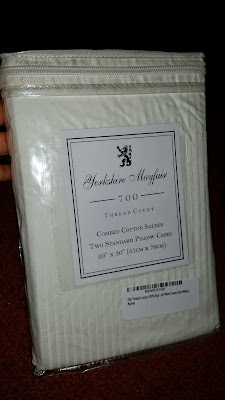 Yorkshire Mayfair
700
Thread Count
Combed Cotton Sateen
Two Standard Pillow Cases
20" x 30" (51cm x 76cm)